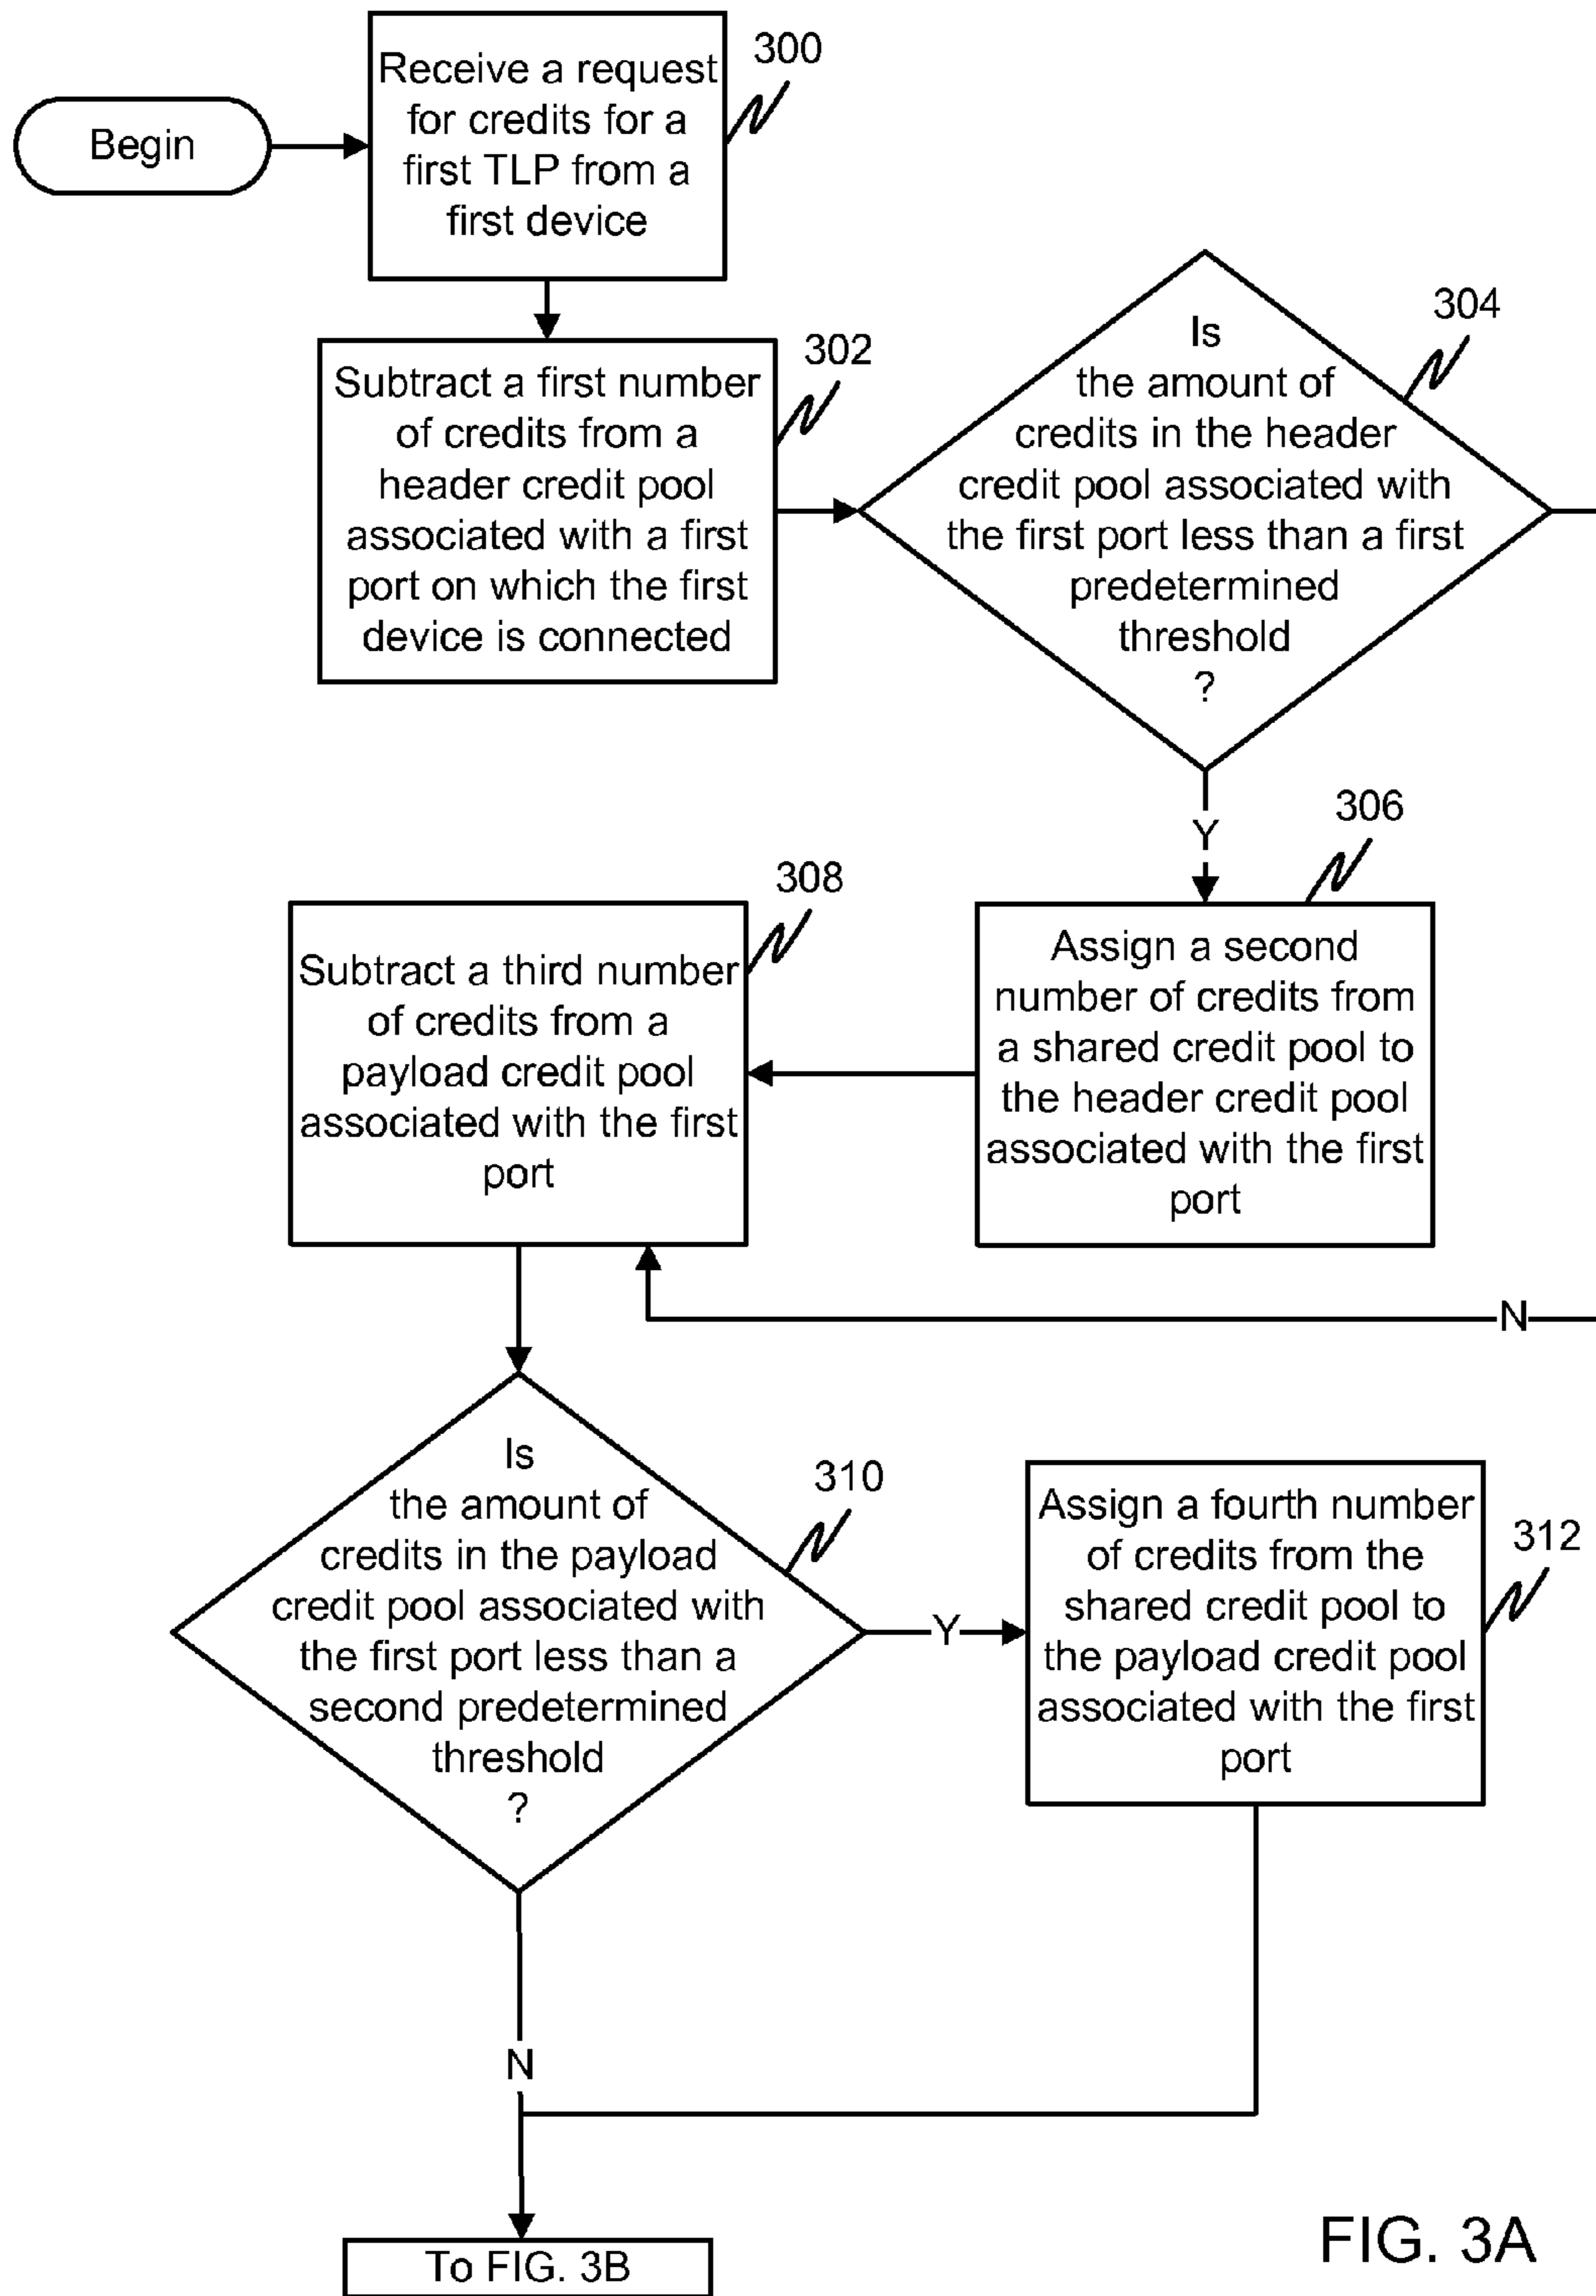 Begin
Receive a request
for credits for a
first TLP from a
first device
300
Subtract a first number
of credits from a
header credit pool
associated with a first
port on which the first
device is connected
302
Is
the amount of
credits in the header
credit pool associated with
the first port less than a first
predetermined
threshold
?
304
Y
306
Assign a second
number of credits from
a shared credit pool to
the header credit pool
associated with the first
port
308
Subtract a third number
of credits from a
payload credit pool
associated with the first
port
N
Is
the amount of
credits in the payload
credit pool associated with
the first port less than a
second predetermined
threshold
?
310
Y
Assign a fourth number
of credits from the
shared credit pool to
the payload credit pool
associated with the first
port
312
N
To FIG. 3B
FIG. 3A